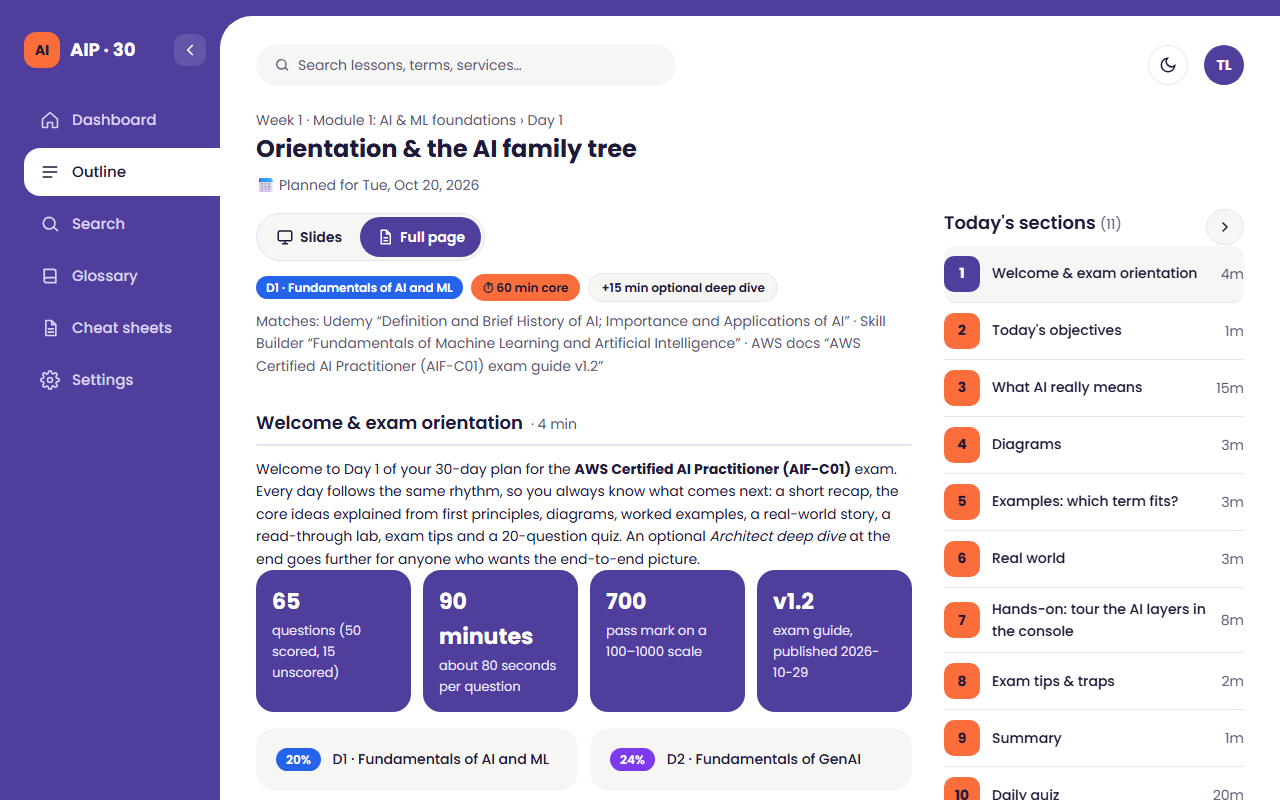 AI AIP · 30
Dashboard
Outline
Search
Glossary
Cheat sheets
Settings
Search lessons, terms, services...
TL
Week 1 · Module 1: AI & ML foundations › Day 1
Orientation & the AI family tree
Planned for Tue, Oct 20, 2026
Slides
Full page
D1 · Fundamentals of AI and ML
60 min core
+15 min optional deep dive
Matches: Udemy “Definition and Brief History of AI; Importance and Applications of AI” · Skill
Builder “Fundamentals of Machine Learning and Artificial Intelligence” · AWS docs “AWS
Certified AI Practitioner (AIF-C01) exam guide v1.2”
Welcome & exam orientation · 4 min
Welcome to Day 1 of your 30-day plan for the AWS Certified AI Practitioner (AIF-C01) exam.
Every day follows the same rhythm, so you always know what comes next: a short recap, the
core ideas explained from first principles, diagrams, worked examples, a real-world story, a
read-through lab, exam tips and a 20-question quiz. An optional Architect deep dive at the
end goes further for anyone who wants the end-to-end picture.
65
questions (50
scored, 15
unscored)
90
minutes
about 80 seconds
per question
700
pass mark on a
100–1000 scale
v1.2
exam guide,
published 2026-
10-29
20% D1 · Fundamentals of AI and ML
24% D2 · Fundamentals of GenAI
Today's sections (11)
1 Welcome & exam orientation 4m
2 Today's objectives 1m
3 What AI really means 15m
4 Diagrams 3m
5 Examples: which term fits? 3m
6 Real world 3m
7 Hands-on: tour the AI layers in
the console 8m
8 Exam tips & traps 2m
9 Summary 1m
10 Daily quiz 20m